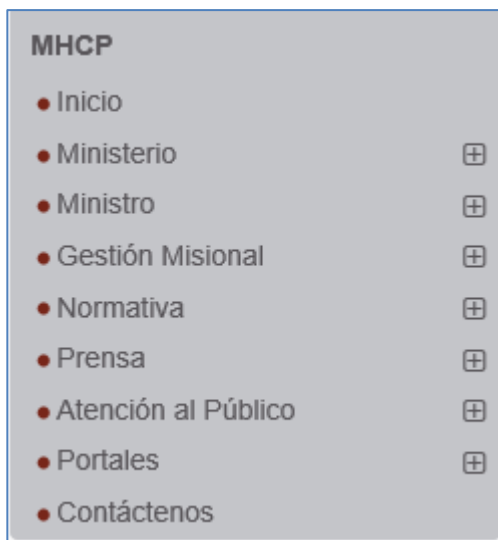 MHCP
Inicio
Ministerio
Ministro
Gestión Misional
Normativa
Prensa
Atención al Público
Portales
Contáctenos